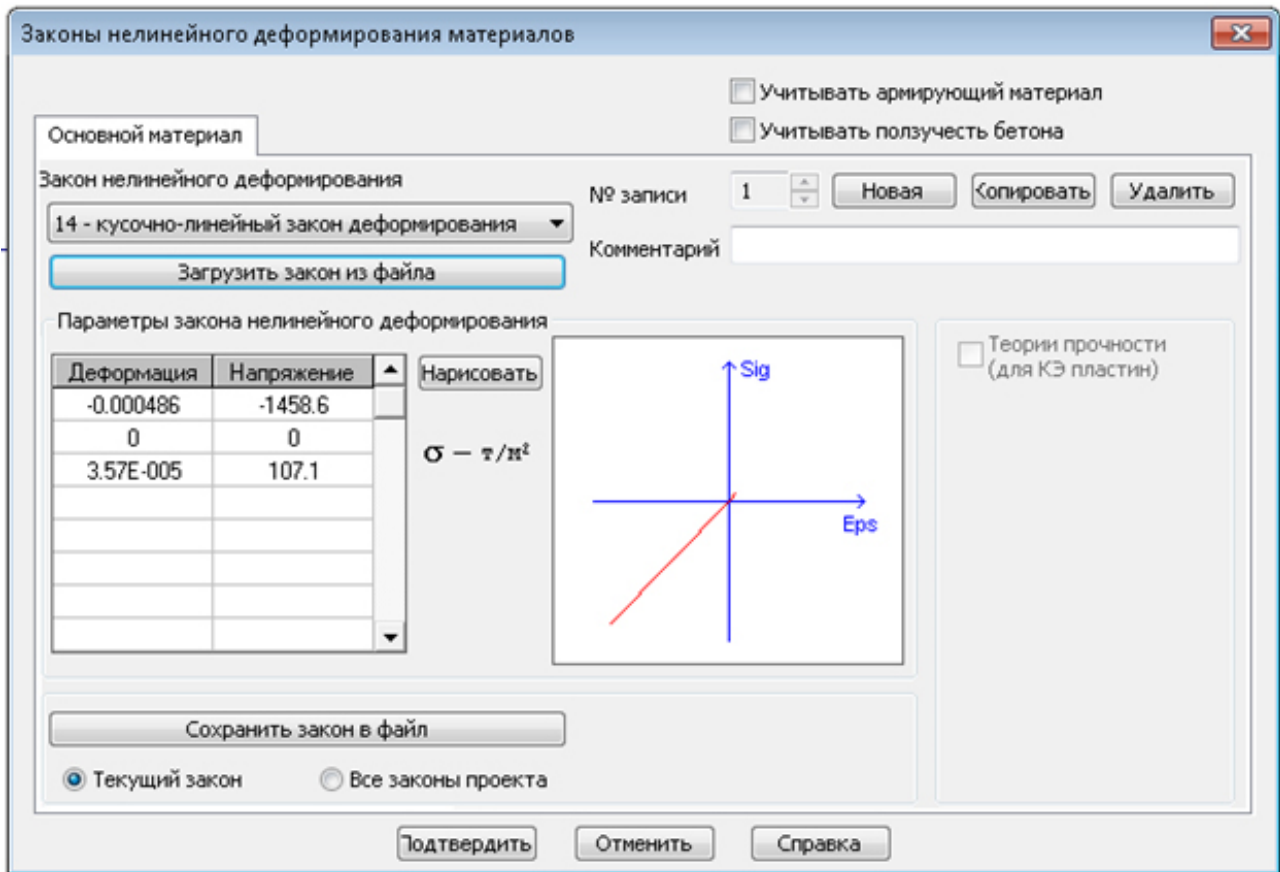 Законы нелинейного деформирования материалов
Учитывать армирующий материал
Учитывать ползучесть бетона
Основной материал
Закон нелинейного деформирования
14 - кусочно-линейный закон деформирования
Загрузить закон из файла
№ записи 1 Новая Копировать Удалить
Комментарий
Параметры закона нелинейного деформирования
Деформация Напряжение
-0.000486 -1458.6
0 0
3.57E-005 107.1
Нарисовать
σ – т/м²
Sig
Eps
Теории прочности
(для КЭ пластин)
Сохранить закон в файл
Текущий закон Все законы проекта
Подтвердить Отменить Справка